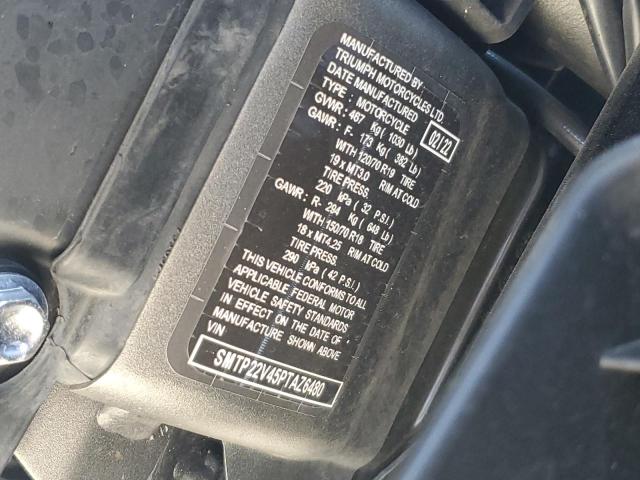 MANUFACTURED BY:
TRIUMPH MOTORCYCLES LTD.
DATE MANUFACTURED 02/23
TYPE : MOTORCYCLE
GVWR: 467 Kg ( 1030 Lb)
GAWR: F- 173 Kg ( 382 Lb)
WITH 120/70 R19 TIRE
19 x MT3.0 RIM AT COLD
TIRE PRESS.
220 kPa ( 32 P.S.I.)
GAWR: R- 294 Kg ( 648 Lb)
WITH 150/70 R18 TIRE
18 x MT4.25 RIM AT COLD
TIRE PRESS
290 kPa ( 42 P.S.I.)
THIS VEHICLE CONFORMS TO ALL
APPLICABLE FEDERAL MOTOR
VEHICLE SAFETY STANDARDS
IN EFFECT ON THE DATE OF
MANUFACTURE SHOWN ABOVE
VIN
SMTP22V45PTAZ6480